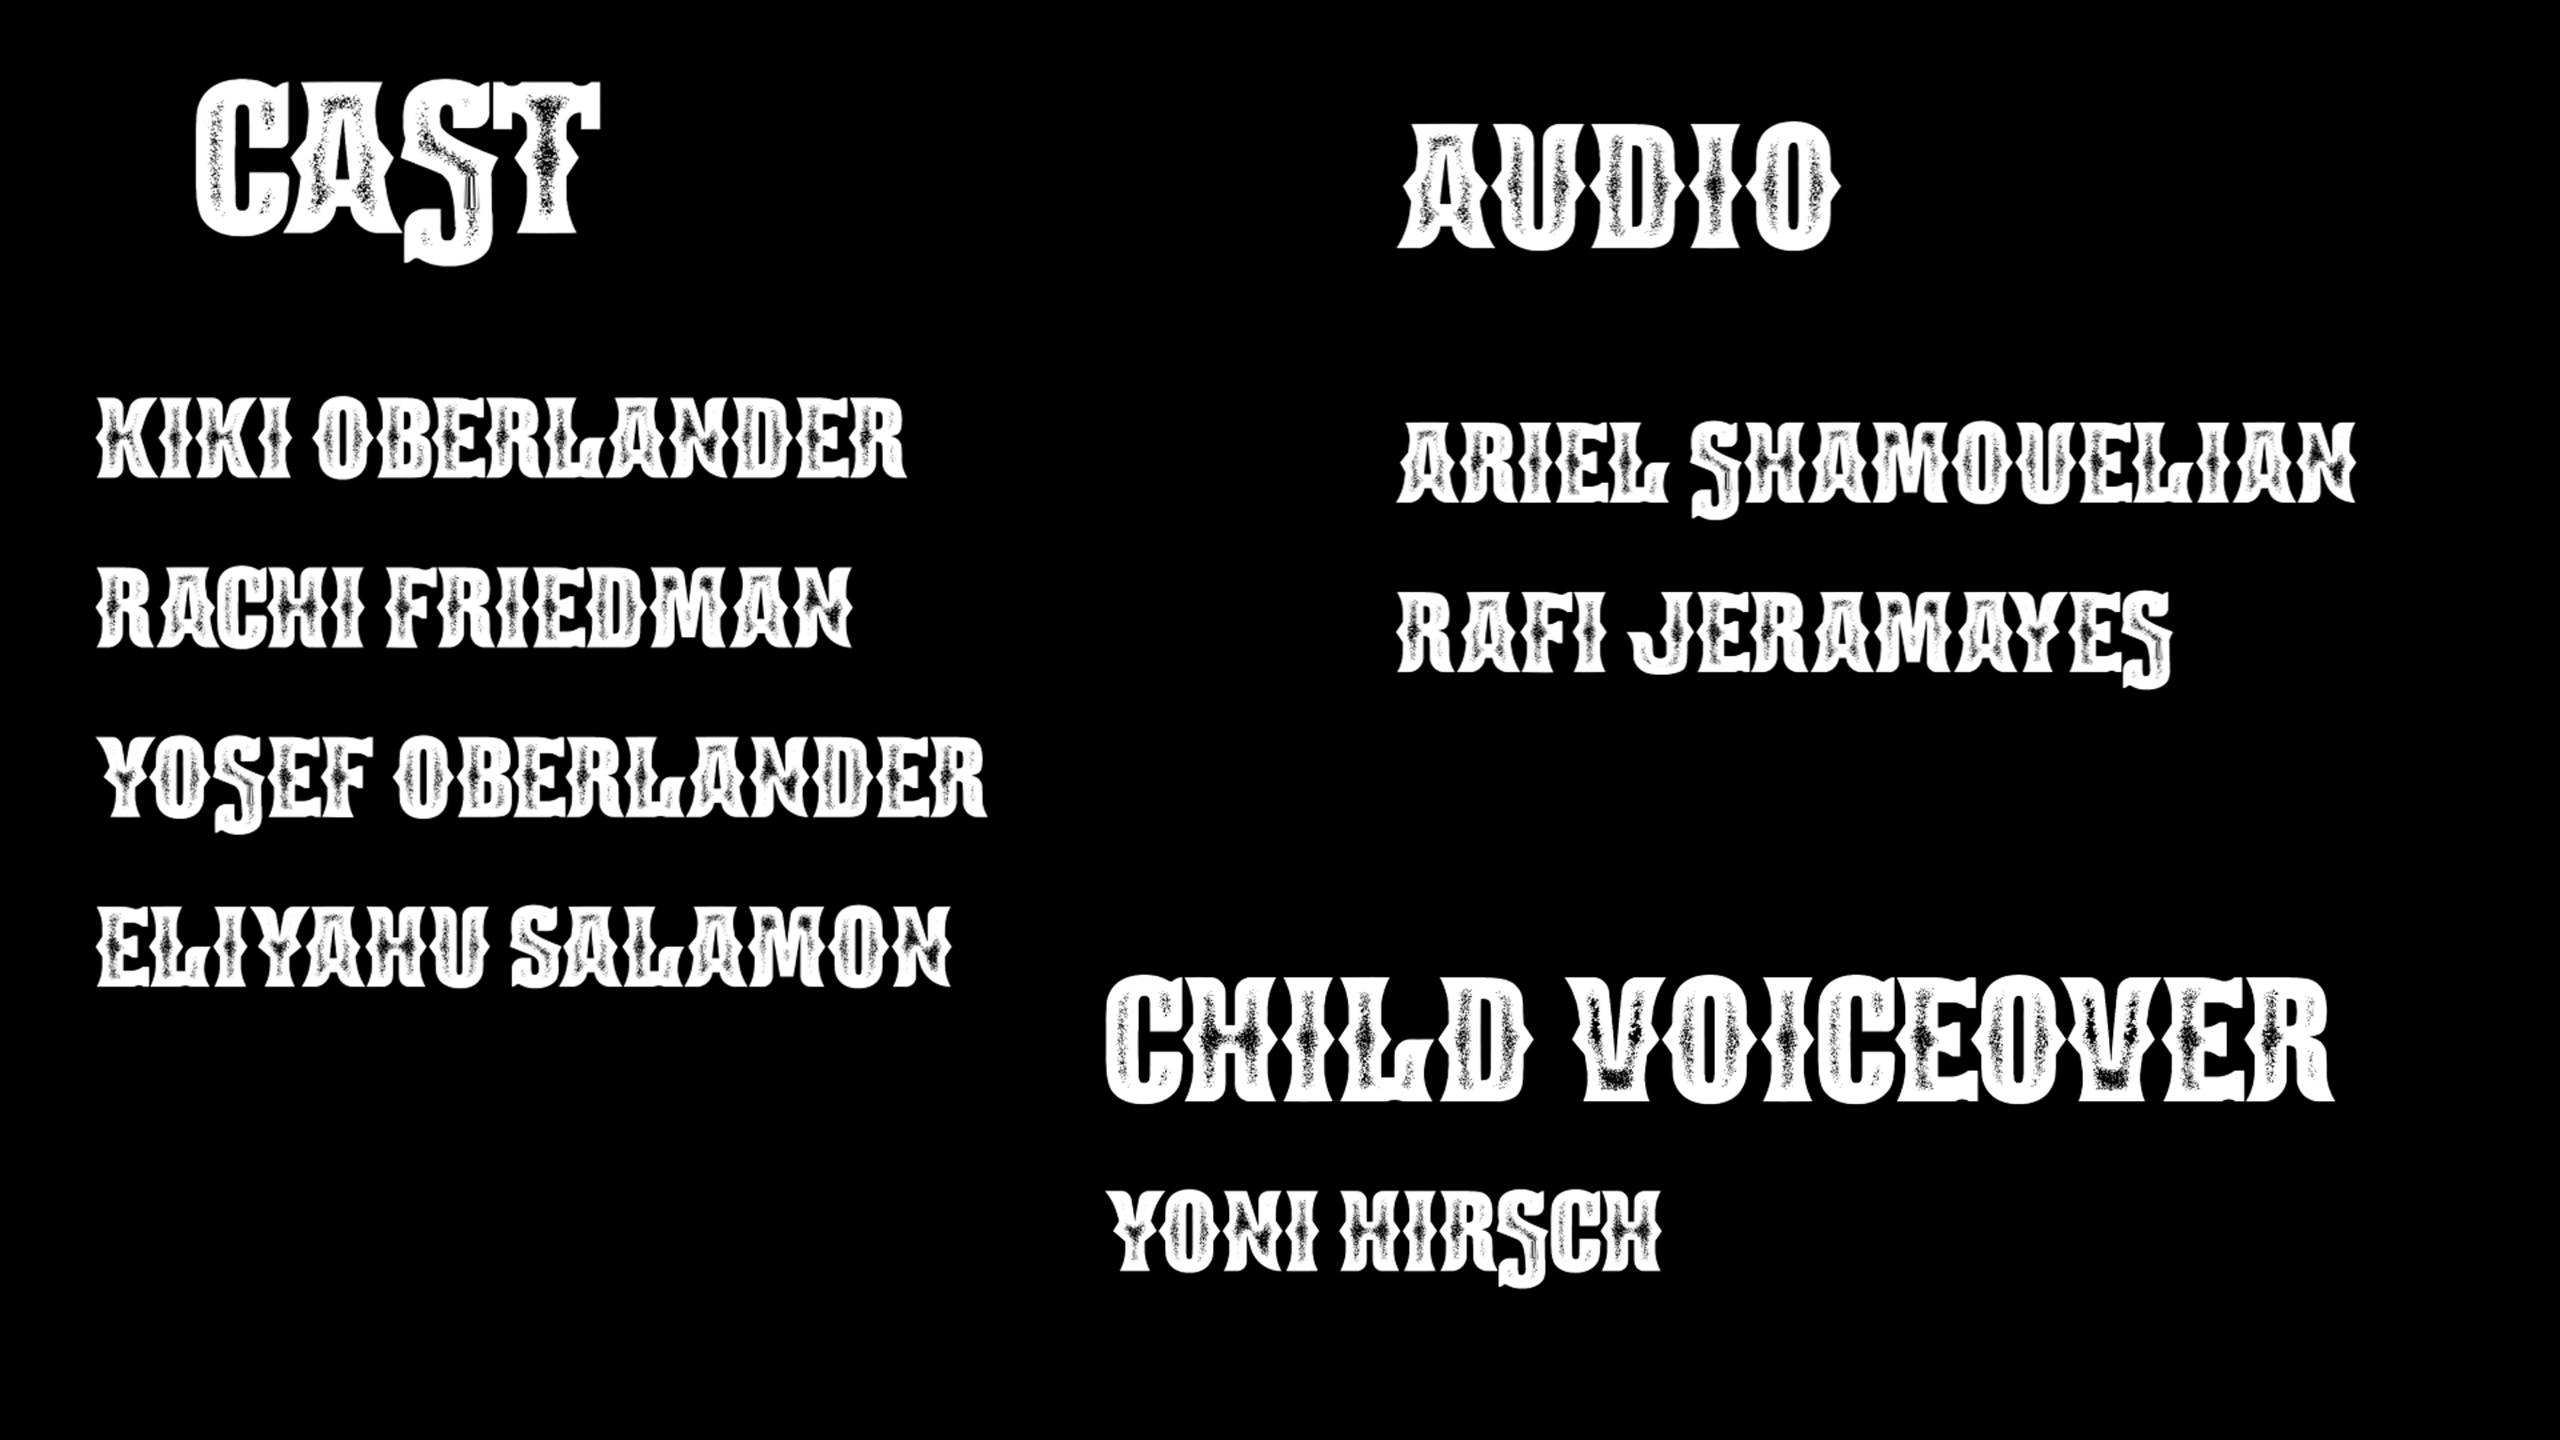 CAST
KIKI OBERLANDER
RACHI FRIEDMAN
YOSEF OBERLANDER
ELIYAHU SALAMON
AUDIO
ARIEL SHAMOUELIAN
RAFI JERAMAYES
CHILD VOICEOVER
YONI HIRSCH